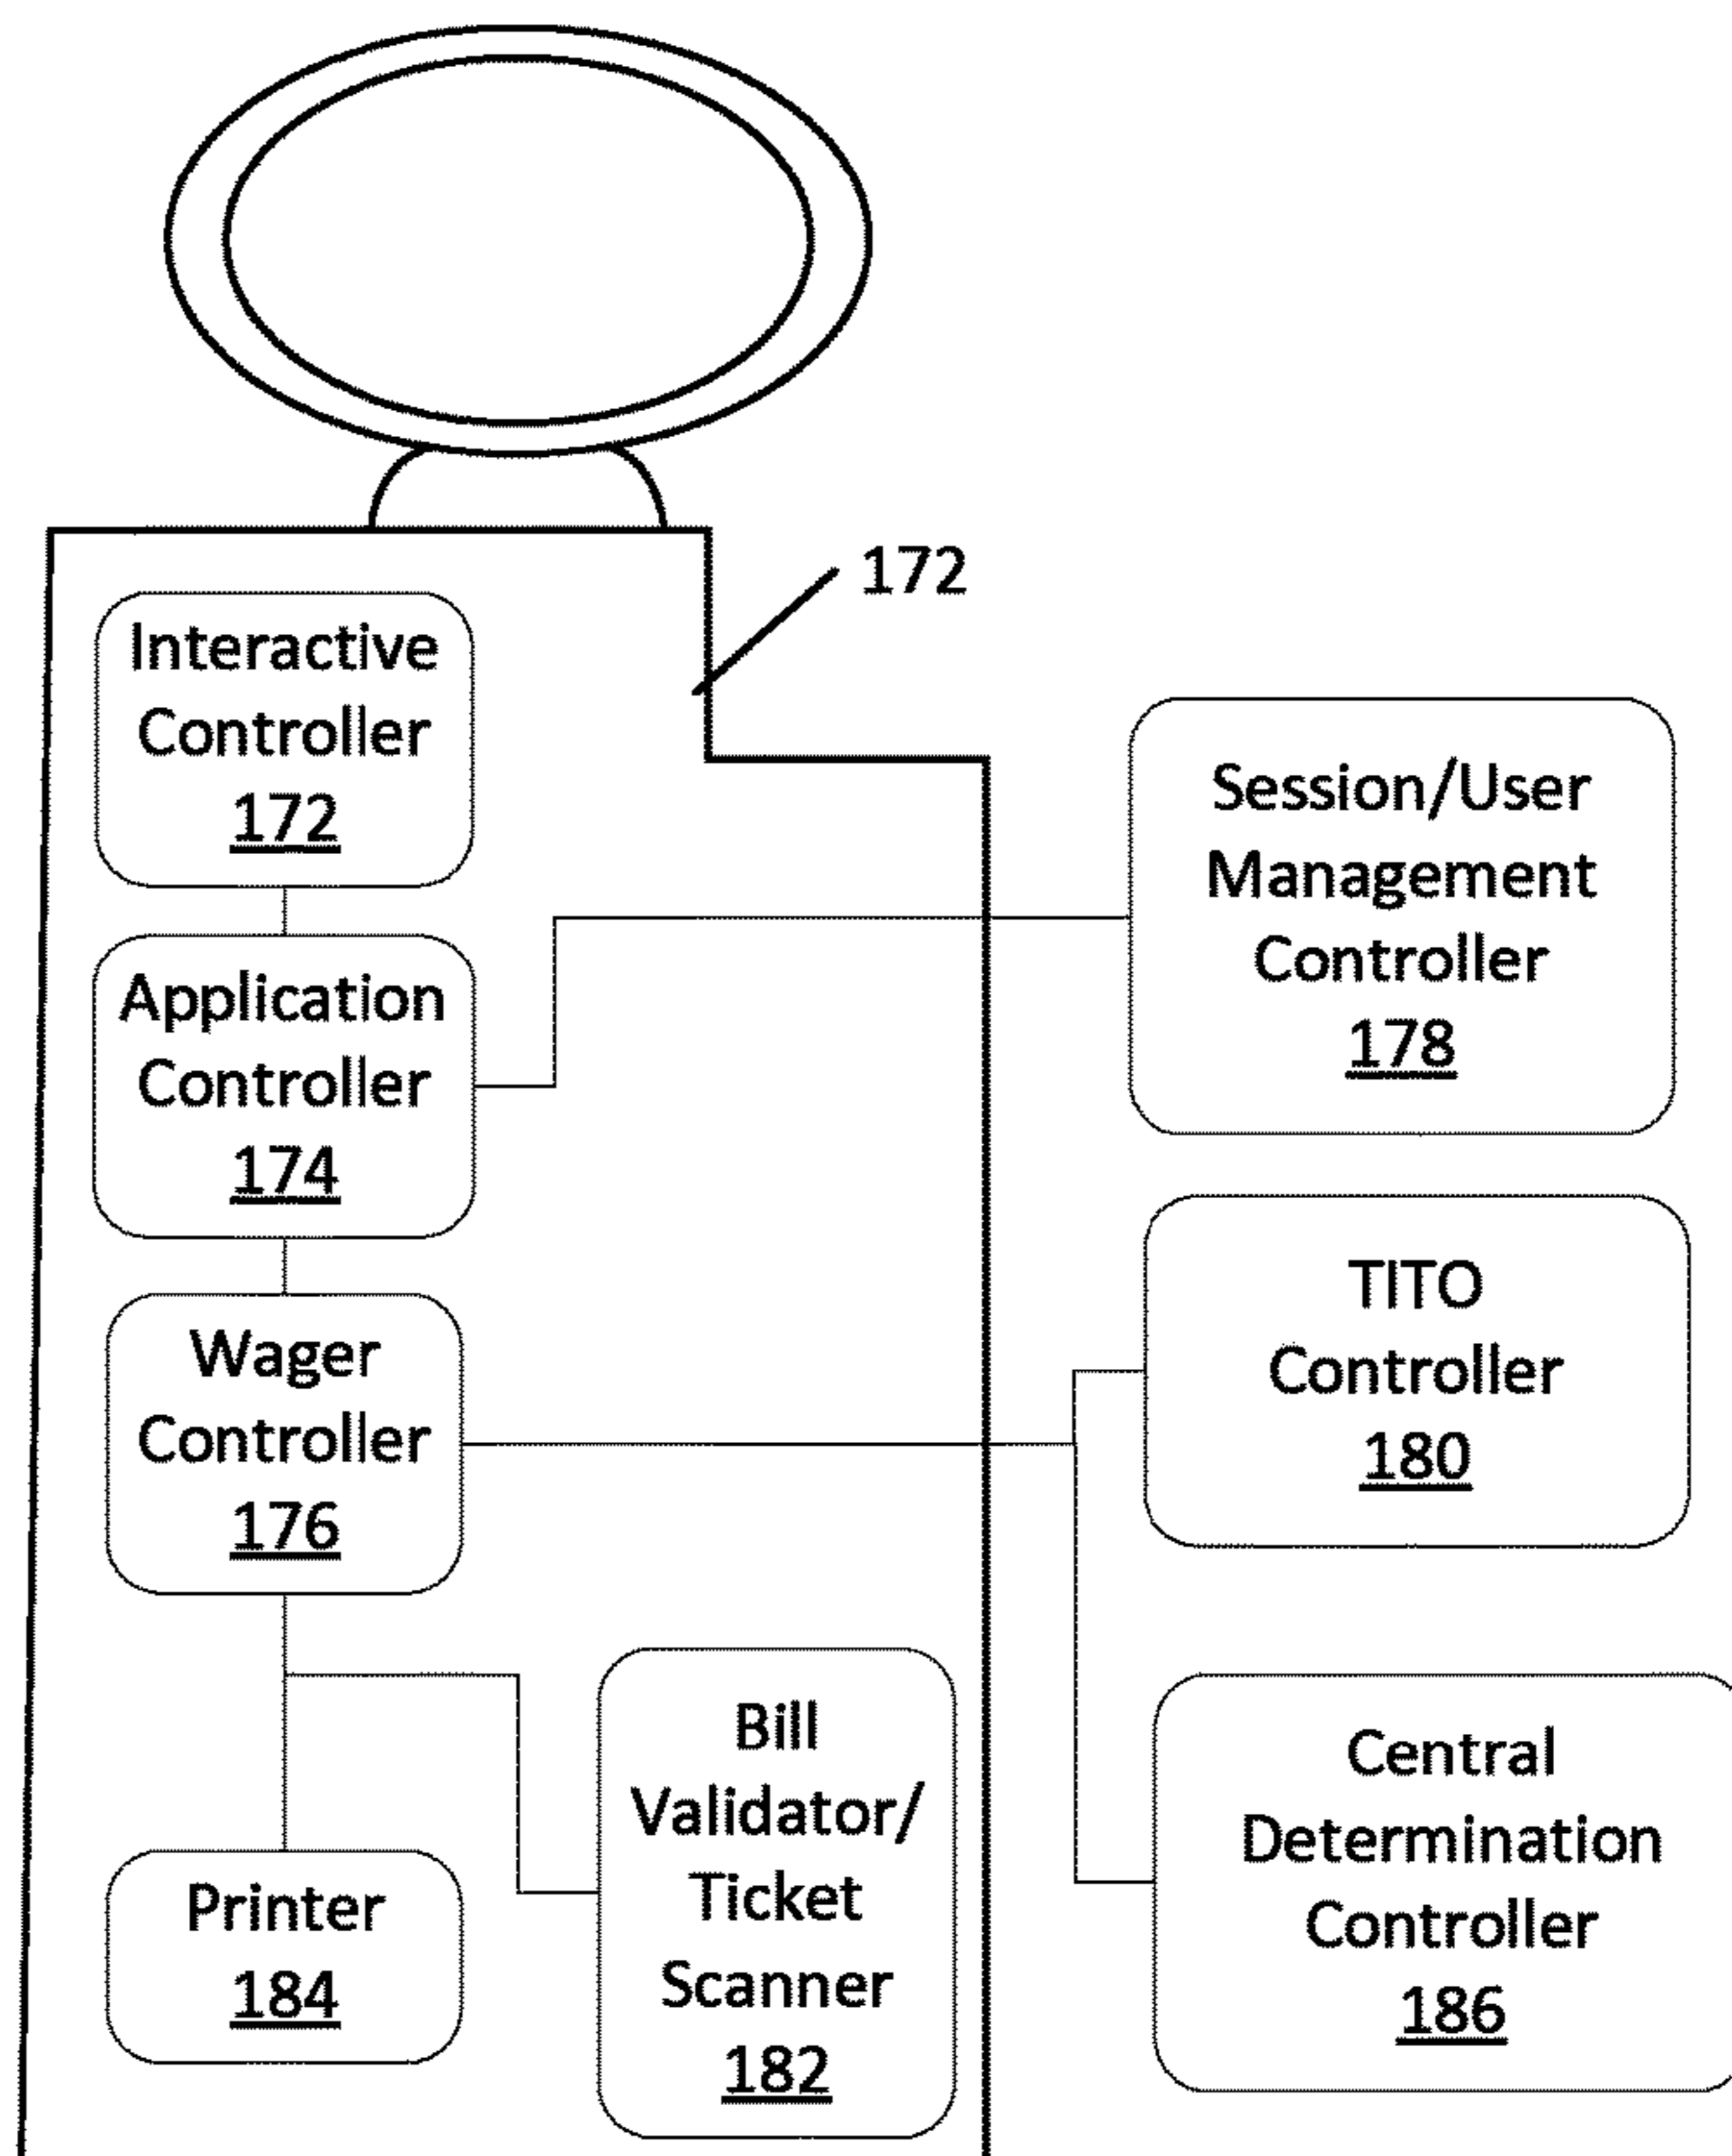 172
Interactive
Controller
172
Application
Controller
174
Wager
Controller
176
Printer
184
Bill
Validator/
Ticket
Scanner
182
Session/User
Management
Controller
178
TITO
Controller
180
Central
Determination
Controller
186